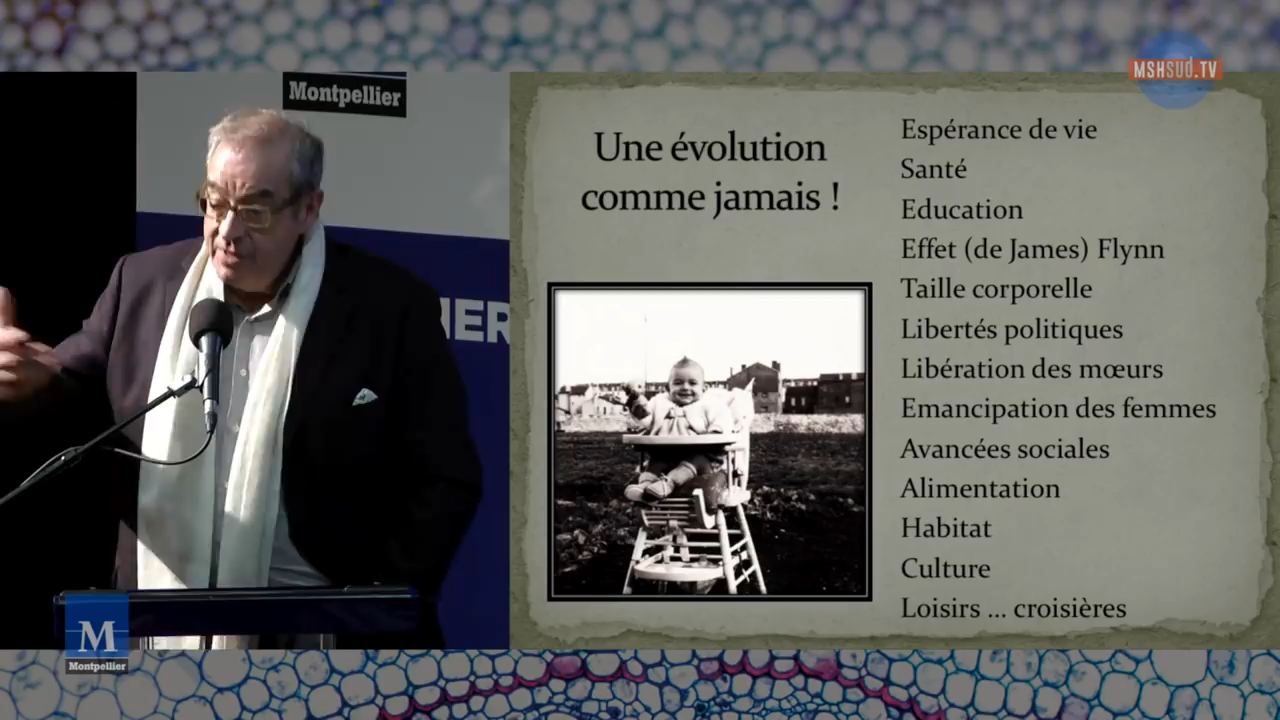 Montpellier
MSHSUD.TV
IER
Une évolution
comme jamais !
Espérance de vie
Santé
Education
Effet (de James) Flynn
Taille corporelle
Libertés politiques
Libération des mœurs
Emancipation des femmes
Avancées sociales
Alimentation
Habitat
Culture
Loisirs ... croisières
M
Montpellier